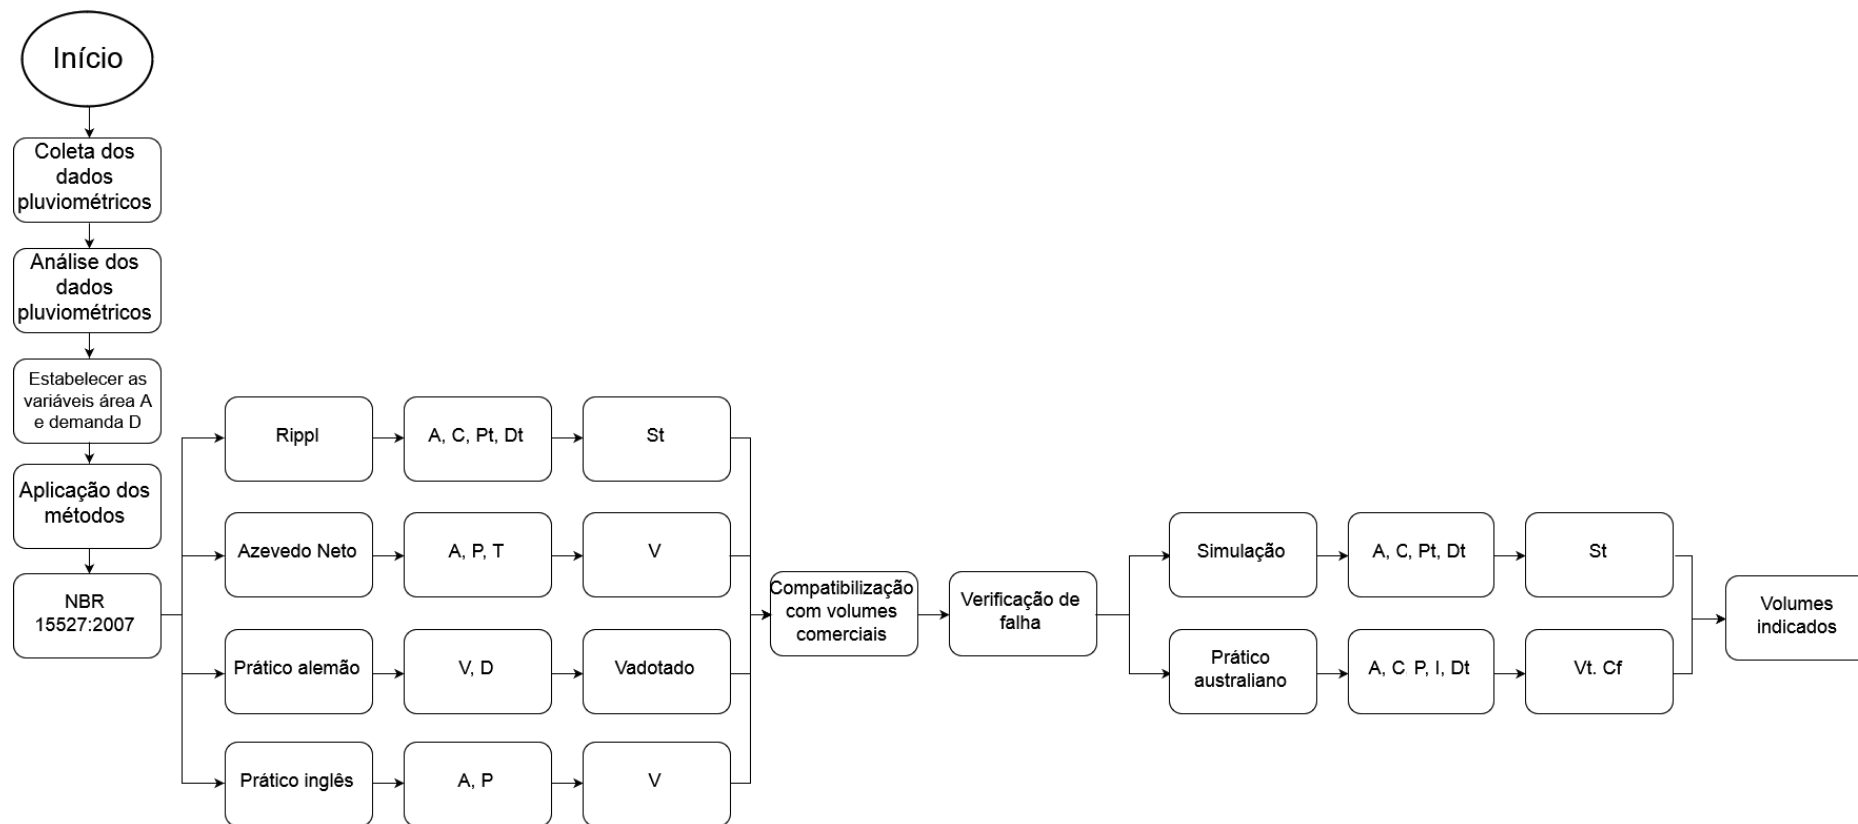 Início
Coleta dos
dados
pluviométricos
Análise dos
dados
pluviométricos
Estabelecer as
variáveis área A
e demanda D
Aplicação dos
métodos
NBR
15527:2007
Rippl
A, C, Pt, Dt
St
Azevedo Neto
A, P, T
V
Prático alemão
V, D
Vadotado
Prático inglês
A, P
V
Compatibilização
com volumes
comerciais
Verificação de
falha
Simulação
A, C, Pt, Dt
St
Prático
australiano
A, C P, I, Dt
Vt. Cf
Volumes
indicados